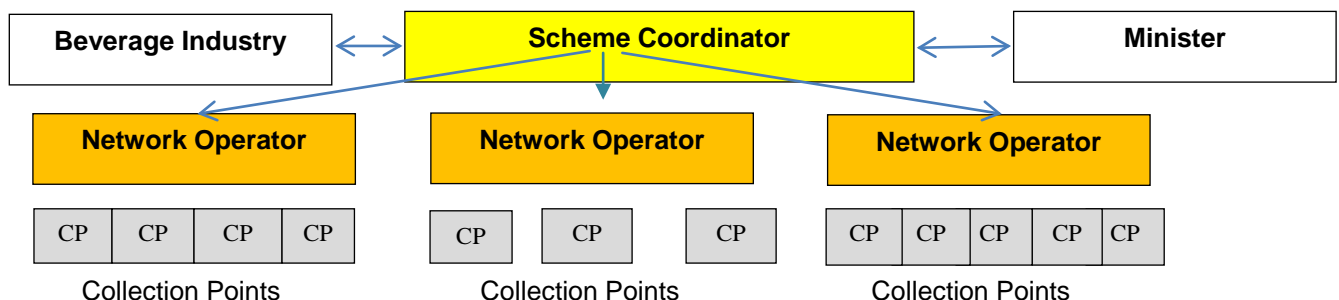 Beverage Industry
Scheme Coordinator
Minister
Network Operator
Network Operator
Network Operator
CP CP CP CP
CP CP CP
CP CP CP CP CP
Collection Points
Collection Points
Collection Points